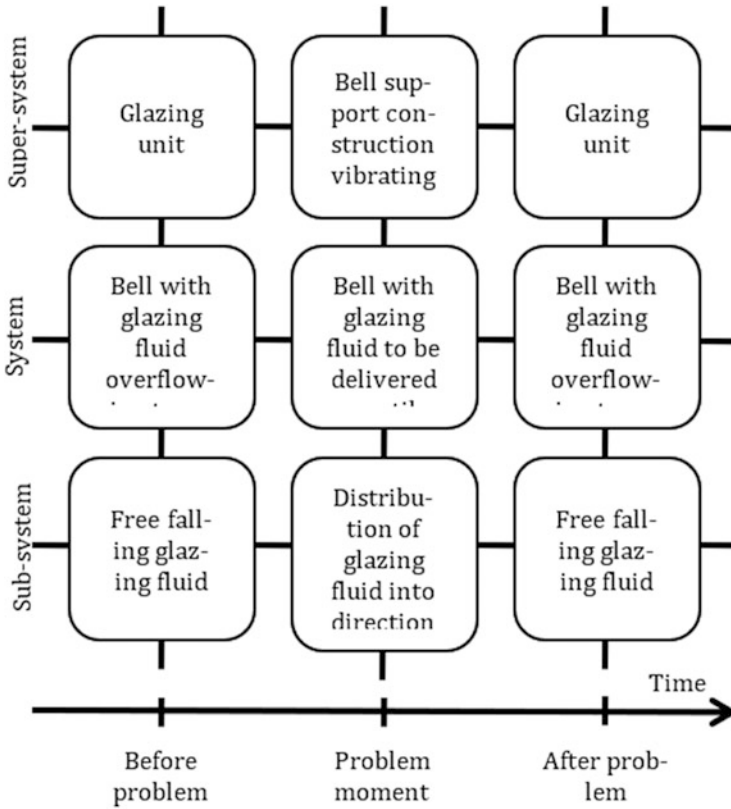 Super-system
Glazing
unit
Bell sup-
port con-
struction
vibrating
Glazing
unit
System
Bell with
glazing
fluid
overflow-
Bell with
glazing
fluid to be
delivered
Bell with
glazing
fluid
overflow-
Sub-system
Free fall-
ing glaz-
ing fluid
Distribu-
tion of
glazing
fluid into
direction
Free fall-
ing glaz-
ing fluid
Time
Before
problem
Problem
moment
After prob-
lem